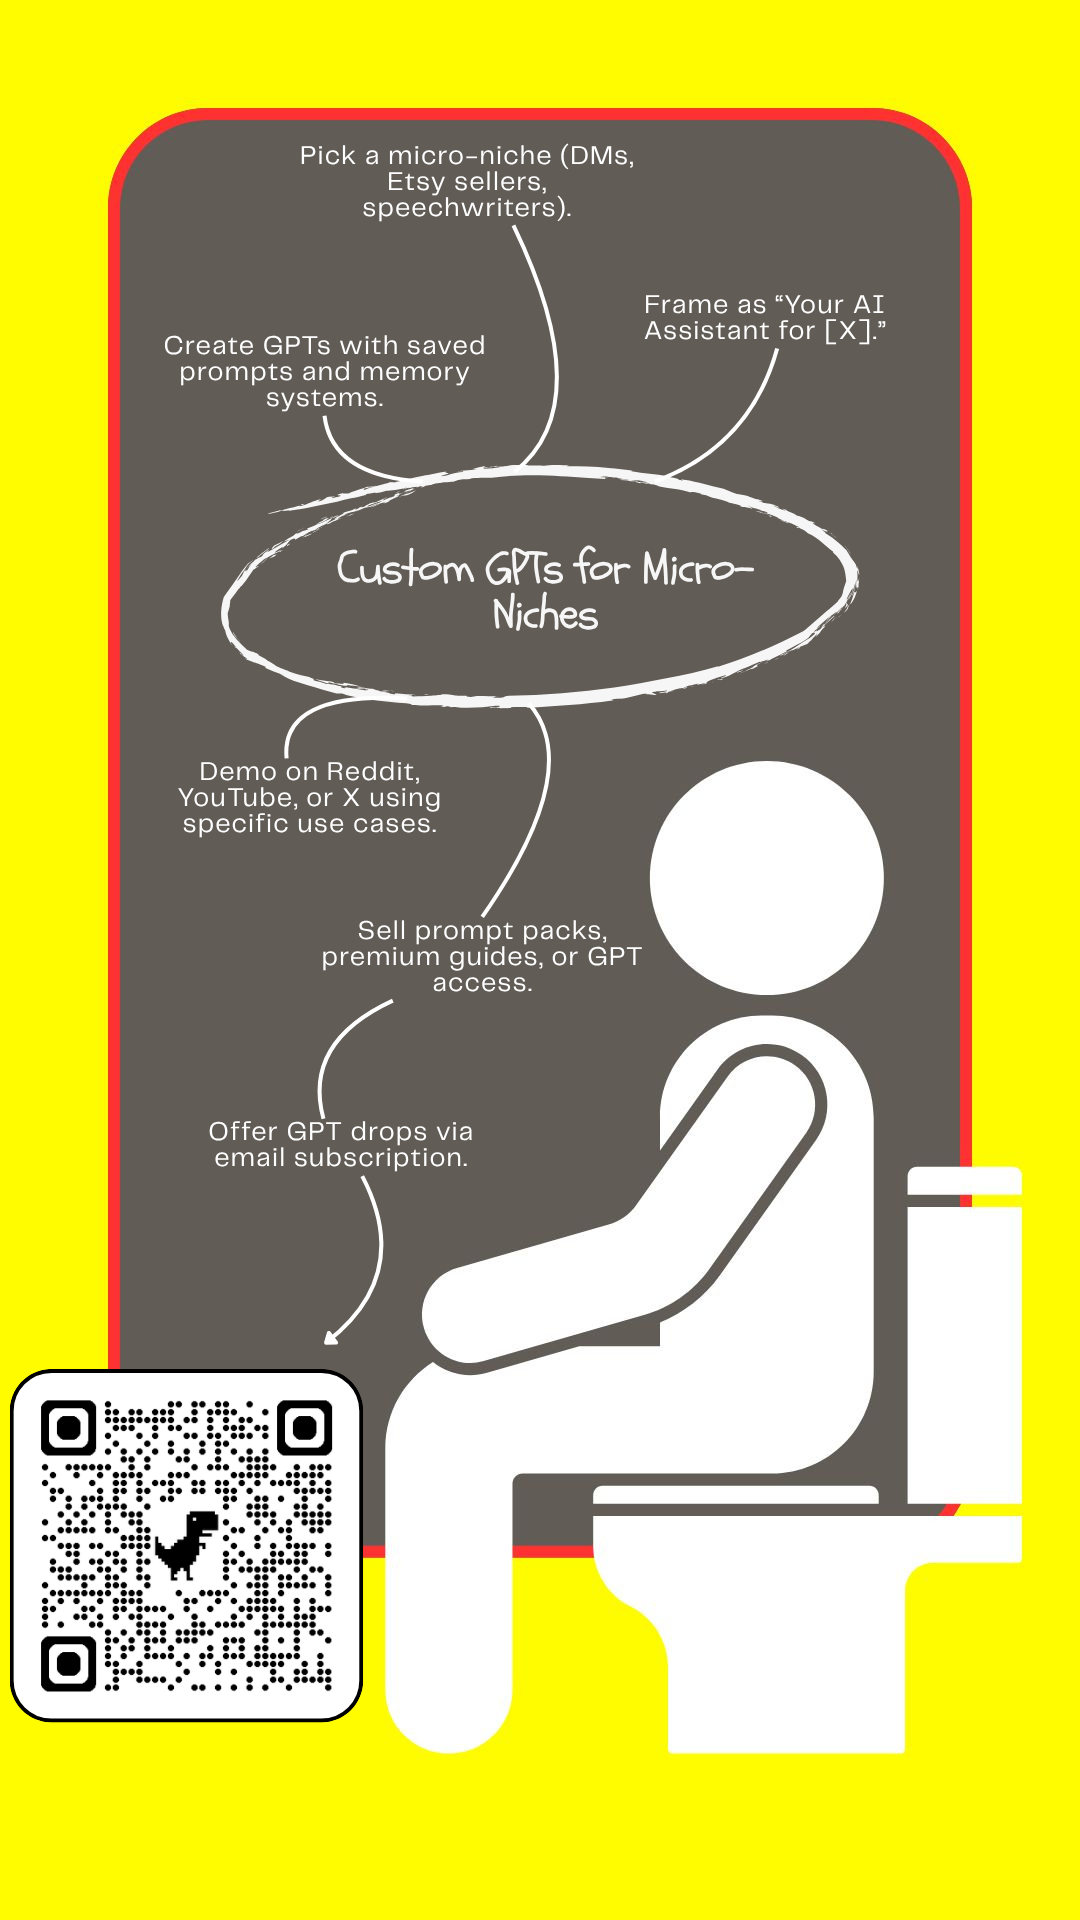 Pick a micro-niche (DMs,
Etsy sellers,
speechwriters).
Frame as “Your AI
Assistant for [X].”
Create GPTs with saved
prompts and memory
systems.
Custom GPTs for Micro-
Niches
Demo on Reddit,
YouTube, or X using
specific use cases.
Sell prompt packs,
premium guides, or GPT
access.
Offer GPT drops via
email subscription.